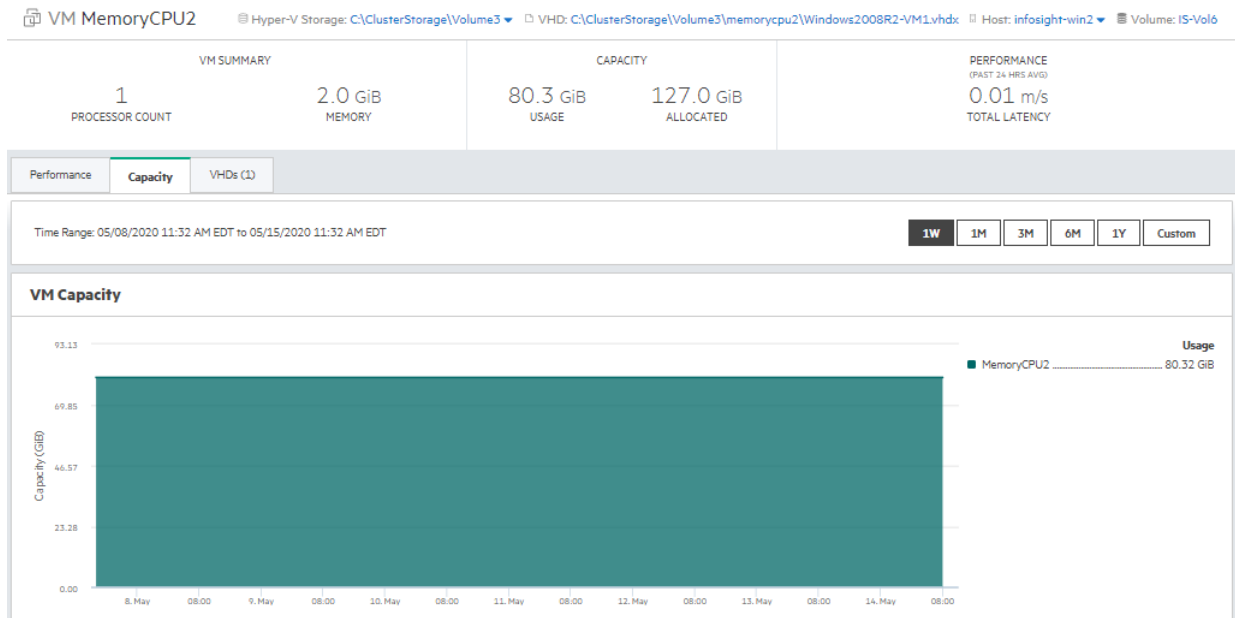 VM MemoryCPU2 Hyper-V Storage: C:\ClusterStorage\Volume3 VHD: C:\ClusterStorage\Volume3\memorycpu2\Windows2008R2-VM1.vhdx Host: infosight-win2 Volume: IS-Vol6
VM SUMMARY
1
PROCESSOR COUNT
2.0 GiB
MEMORY
CAPACITY
80.3 GiB
USAGE
127.0 GiB
ALLOCATED
PERFORMANCE
(PAST 24 HRS AVG)
0.01 m/s
TOTAL LATENCY
Performance Capacity VHDs (1)
Time Range: 05/08/2020 11:32 AM EDT to 05/15/2020 11:32 AM EDT
1W 1M 3M 6M 1Y Custom
VM Capacity
93.13
69.85
46.57
23.28
0.00
Capacity (GiB)
8. May 08:00 9. May 08:00 10. May 08:00 11. May 08:00 12. May 08:00 13. May 08:00 14. May 08:00
Usage
MemoryCPU2 80.32 GiB